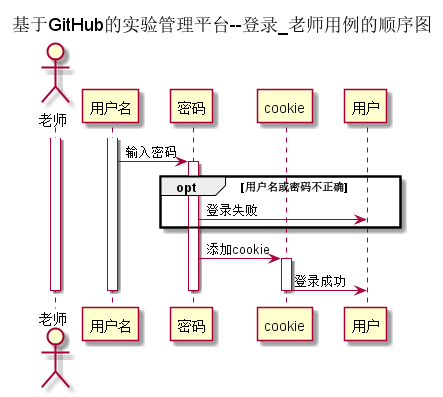 基于GitHub的实验管理平台--登录_老师用例的顺序图
老师
用户名
密码
cookie
用户
输入密码
opt
[用户名或密码不正确]
登录失败
添加cookie
登录成功
老师
用户名
密码
cookie
用户